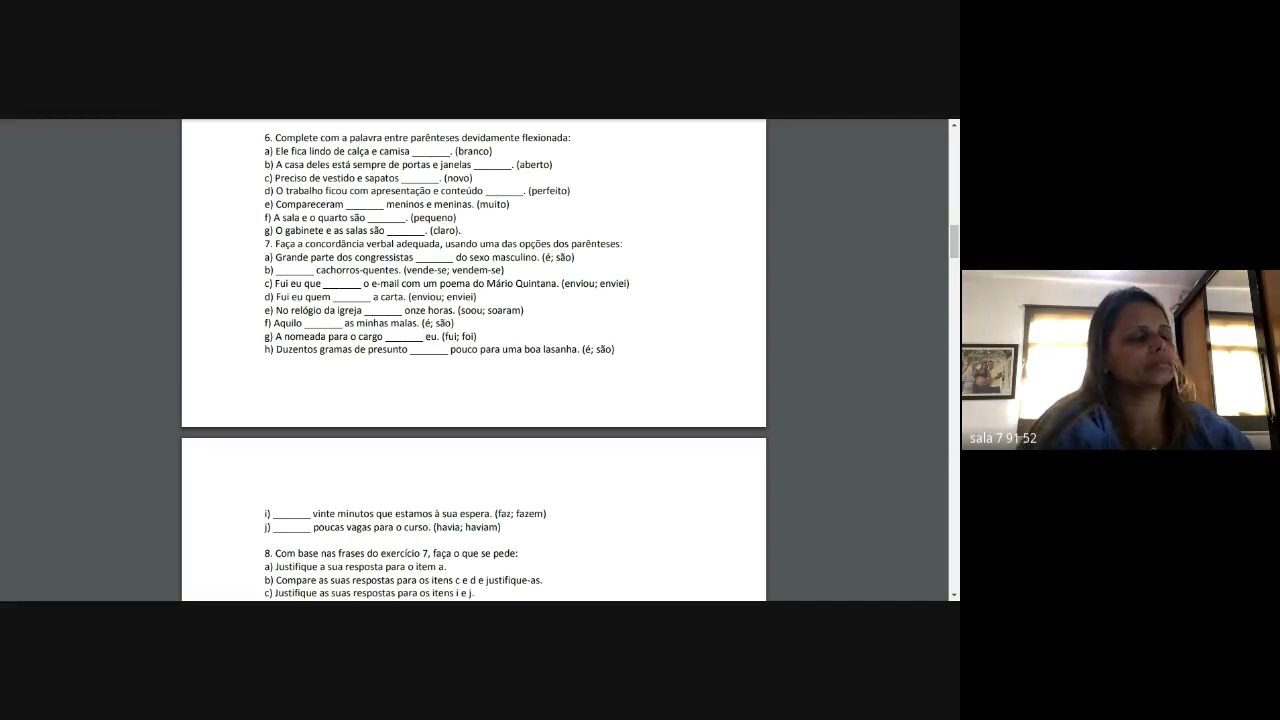 6. Complete com a palavra entre parênteses devidamente flexionada:
a) Ele fica lindo de calça e camisa _______. (branco)
b) A casa deles está sempre de portas e janelas _______. (aberto)
c) Preciso de vestido e sapatos _______. (novo)
d) O trabalho ficou com apresentação e conteúdo _______. (perfeito)
e) Compareceram _______ meninos e meninas. (muito)
f) A sala e o quarto são _______. (pequeno)
g) O gabinete e as salas são _______. (claro).
7. Faça a concordância verbal adequada, usando uma das opções dos parênteses:
a) Grande parte dos congressistas _______ do sexo masculino. (é; são)
b) _______ cachorros-quentes. (vende-se; vendem-se)
c) Fui eu que _______ o e-mail com um poema do Mário Quintana. (enviou; enviei)
d) Fui eu quem _______ a carta. (enviou; enviei)
e) No relógio da igreja _______ onze horas. (soou; soaram)
f) Aquilo _______ as minhas malas. (é; são)
g) A nomeada para o cargo _______ eu. (fui; foi)
h) Duzentos gramas de presunto _______ pouco para uma boa lasanha. (é; são)
i) _______ vinte minutos que estamos à sua espera. (faz; fazem)
j) _______ poucas vagas para o curso. (havia; haviam)
8. Com base nas frases do exercício 7, faça o que se pede:
a) Justifique a sua resposta para o item a.
b) Compare as suas respostas para os itens c e d e justifique-as.
c) Justifique as suas respostas para os itens i e j.
sala 7 91 52